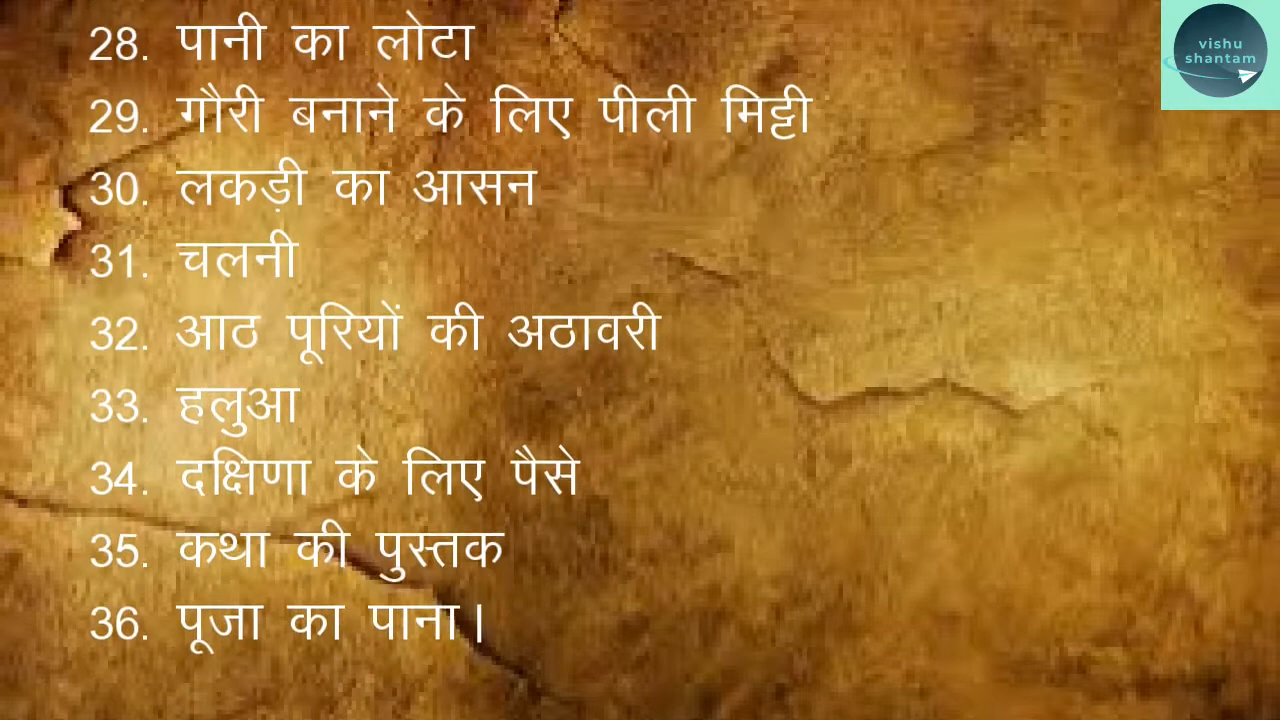 vishu
shantam
28. पानी का लोटा
29. गौरी बनाने के लिए पीली मिट्टी
30. लकड़ी का आसन
31. चलनी
32. आठ पूरियों की अठावरी
33. हलुआ
34. दक्षिणा के लिए पैसे
35. कथा की पुस्तक
36. पूजा का पाना।